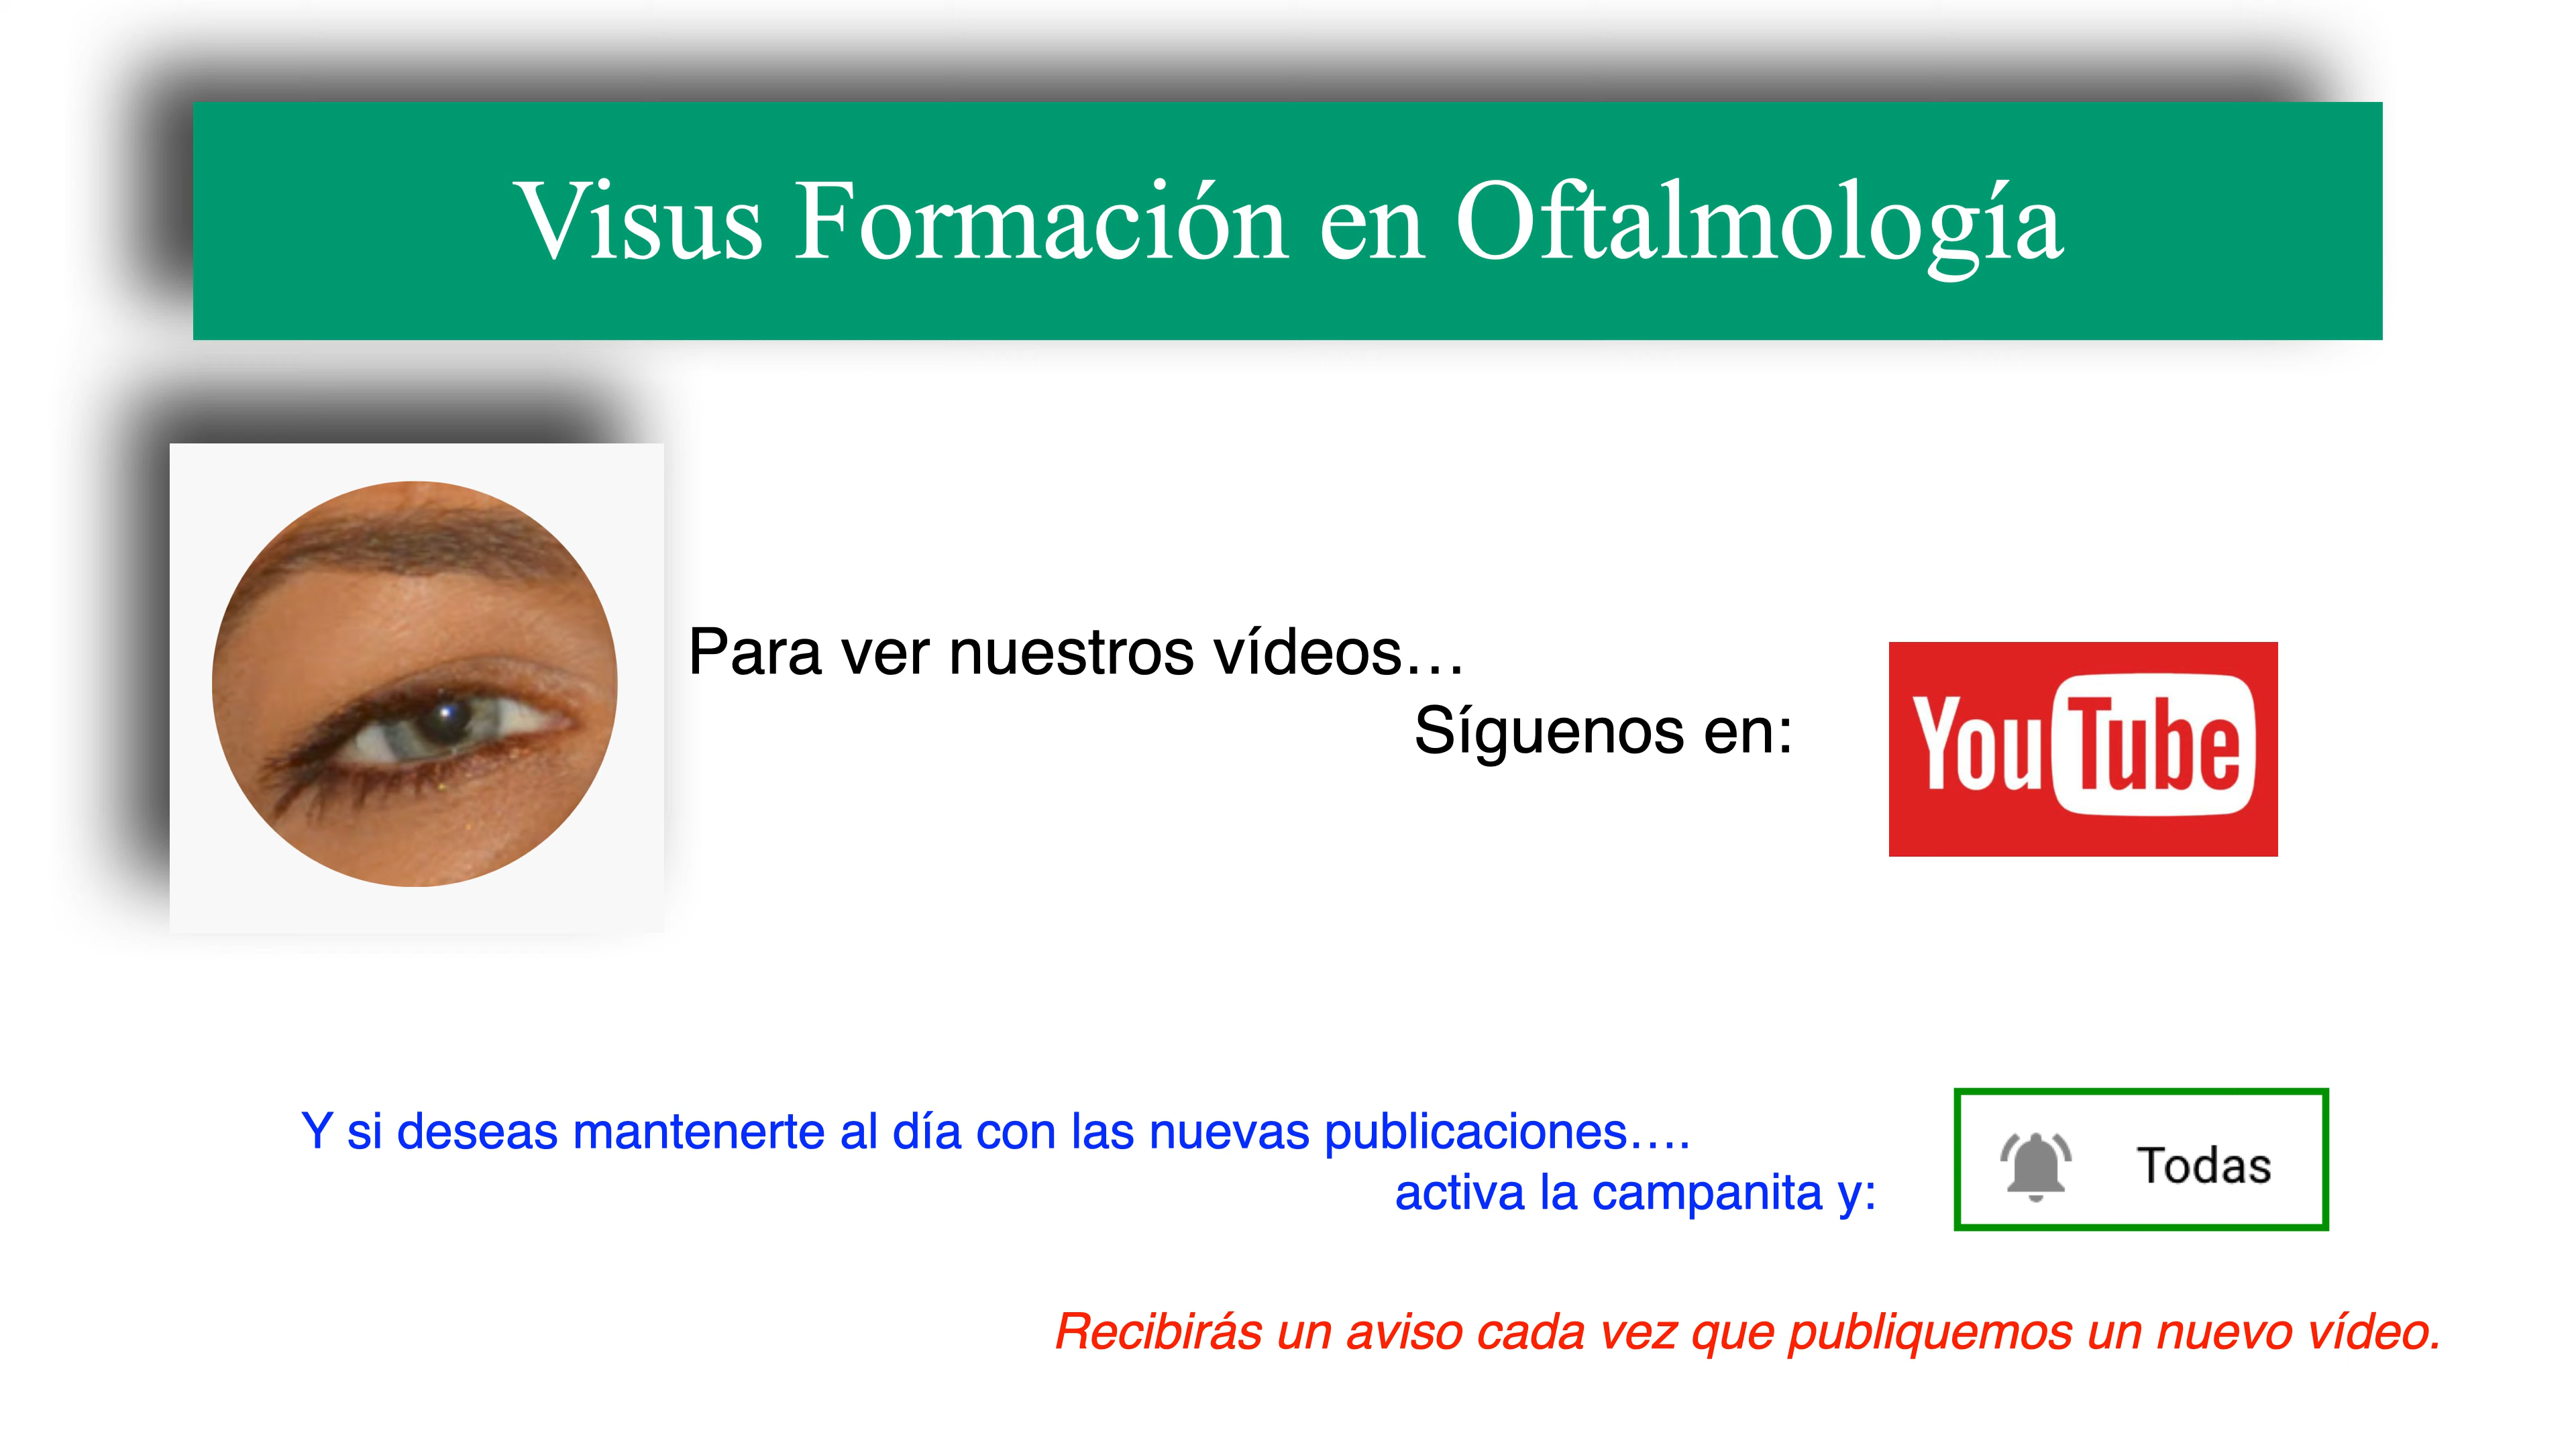 Visus Formación en Oftalmología
Para ver nuestros vídeos…
Síguenos en:
YouTube
Y si deseas mantenerte al día con las nuevas publicaciones….
activa la campanita y:
Todas
Recibirás un aviso cada vez que publiquemos un nuevo vídeo.